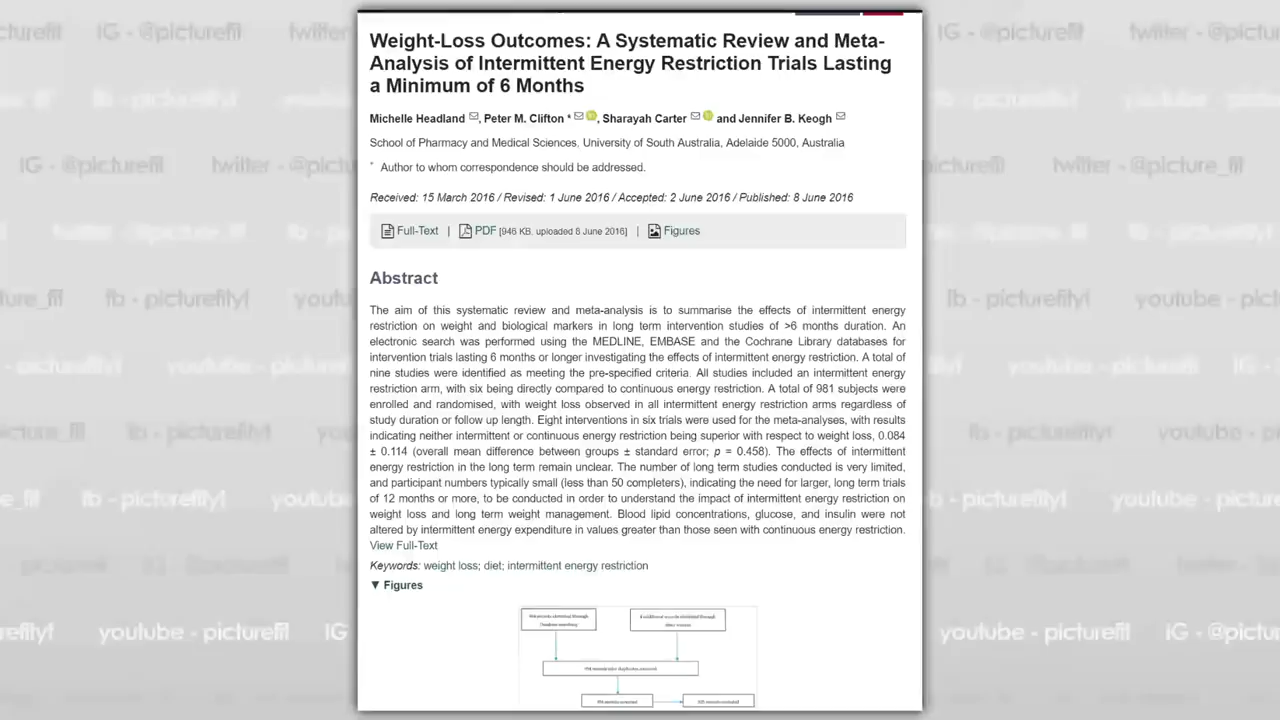 Weight-Loss Outcomes: A Systematic Review and Meta-
Analysis of Intermittent Energy Restriction Trials Lasting
a Minimum of 6 Months
Michelle Headland, Peter M. Clifton *, Sharayah Carter and Jennifer B. Keogh
School of Pharmacy and Medical Sciences, University of South Australia, Adelaide 5000, Australia
* Author to whom correspondence should be addressed.
Received: 15 March 2016 / Revised: 1 June 2016 / Accepted: 2 June 2016 / Published: 8 June 2016
Full-Text | PDF [946 KB, uploaded 8 June 2016] | Figures
Abstract
The aim of this systematic review and meta-analysis is to summarise the effects of intermittent energy
restriction on weight and biological markers in long term intervention studies of >6 months duration. An
electronic search was performed using the MEDLINE, EMBASE and the Cochrane Library databases for
intervention trials lasting 6 months or longer investigating the effects of intermittent energy restriction. A total of
nine studies were identified as meeting the pre-specified criteria. All studies included an intermittent energy
restriction arm, with six being directly compared to continuous energy restriction. A total of 981 subjects were
enrolled and randomised, with weight loss observed in all intermittent energy restriction arms regardless of
study duration or follow up length. Eight interventions in six trials were used for the meta-analyses, with results
indicating neither intermittent or continuous energy restriction being superior with respect to weight loss, 0.084
± 0.114 (overall mean difference between groups ± standard error; p = 0.458). The effects of intermittent
energy restriction in the long term remain unclear. The number of long term studies conducted is very limited,
and participant numbers typically small (less than 50 completers), indicating the need for larger, long term trials
of 12 months or more, to be conducted in order to understand the impact of intermittent energy restriction on
weight loss and long term weight management. Blood lipid concentrations, glucose, and insulin were not
altered by intermittent energy expenditure in values greater than those seen with continuous energy restriction.
View Full-Text
Keywords: weight loss; diet; intermittent energy restriction
▼ Figures